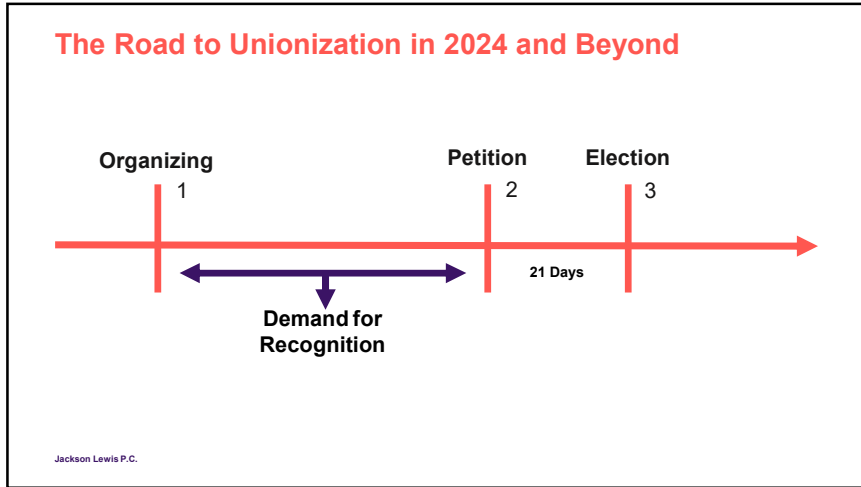 The Road to Unionization in 2024 and Beyond
Organizing
1
Petition
2
Election
3
21 Days
Demand for
Recognition
Jackson Lewis P.C.